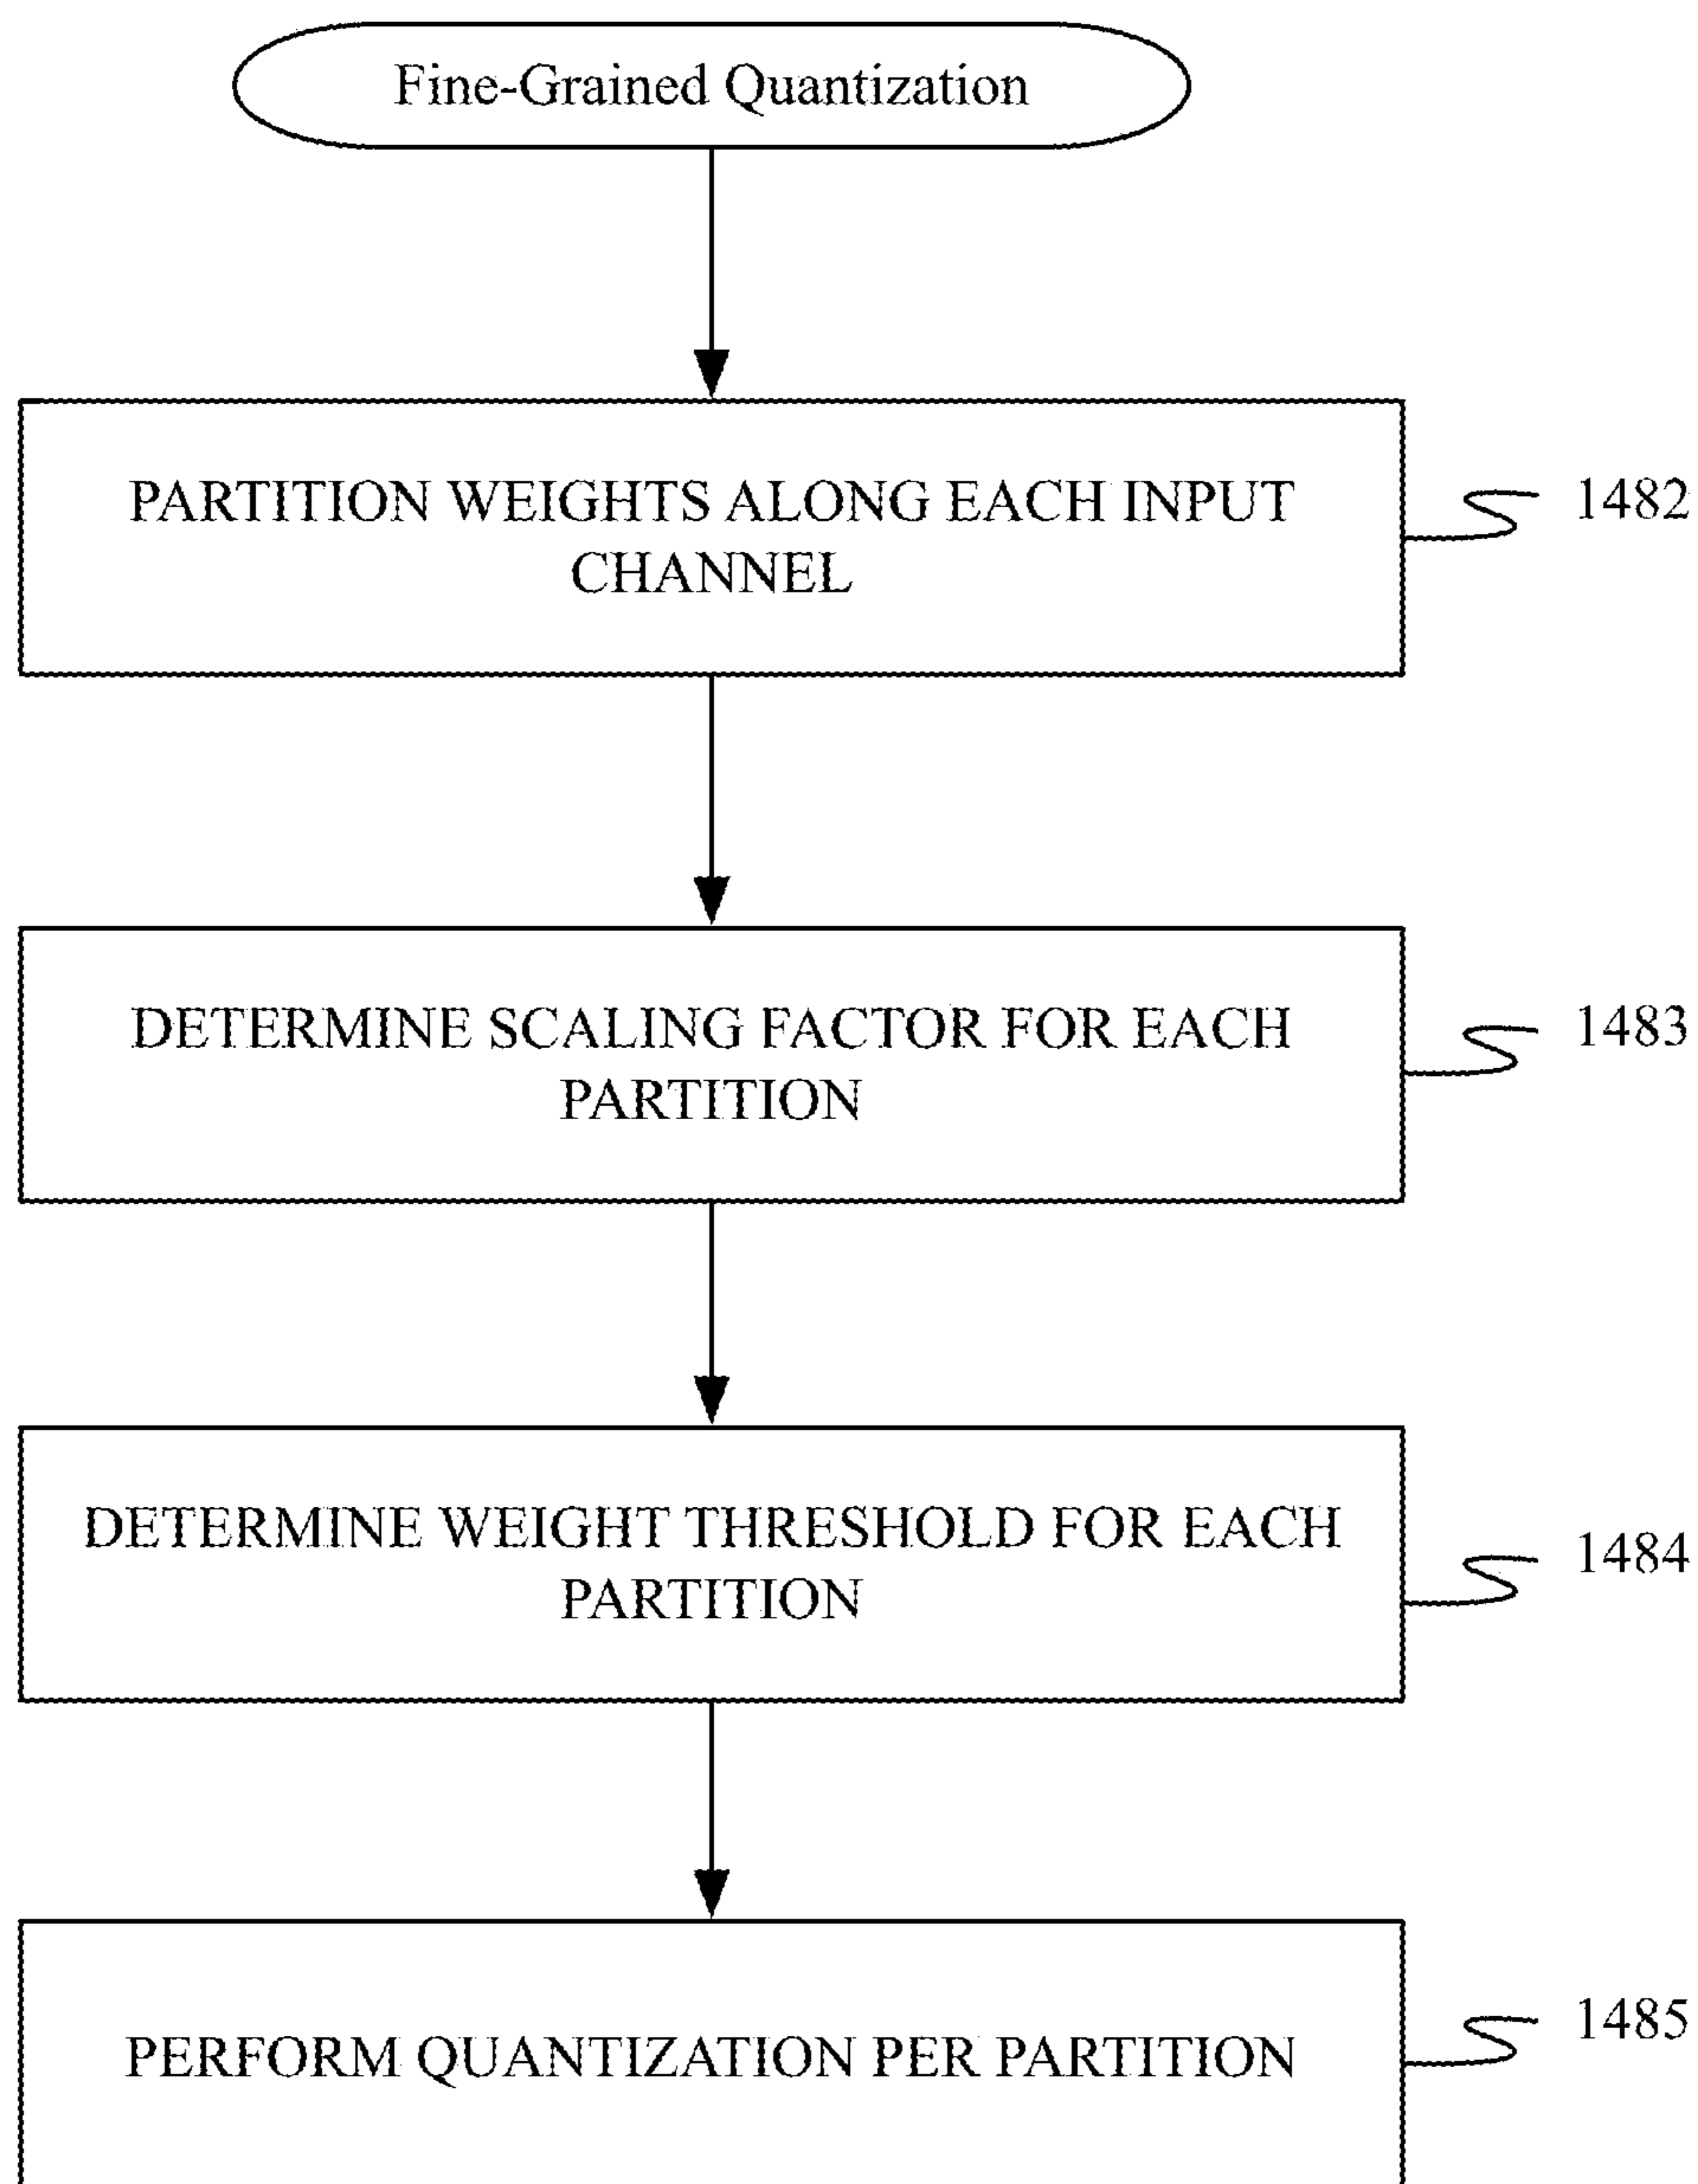 Fine-Grained Quantization
PARTITION WEIGHTS ALONG EACH INPUT
CHANNEL
1482
DETERMINE SCALING FACTOR FOR EACH
PARTITION
1483
DETERMINE WEIGHT THRESHOLD FOR EACH
PARTITION
1484
PERFORM QUANTIZATION PER PARTITION
1485